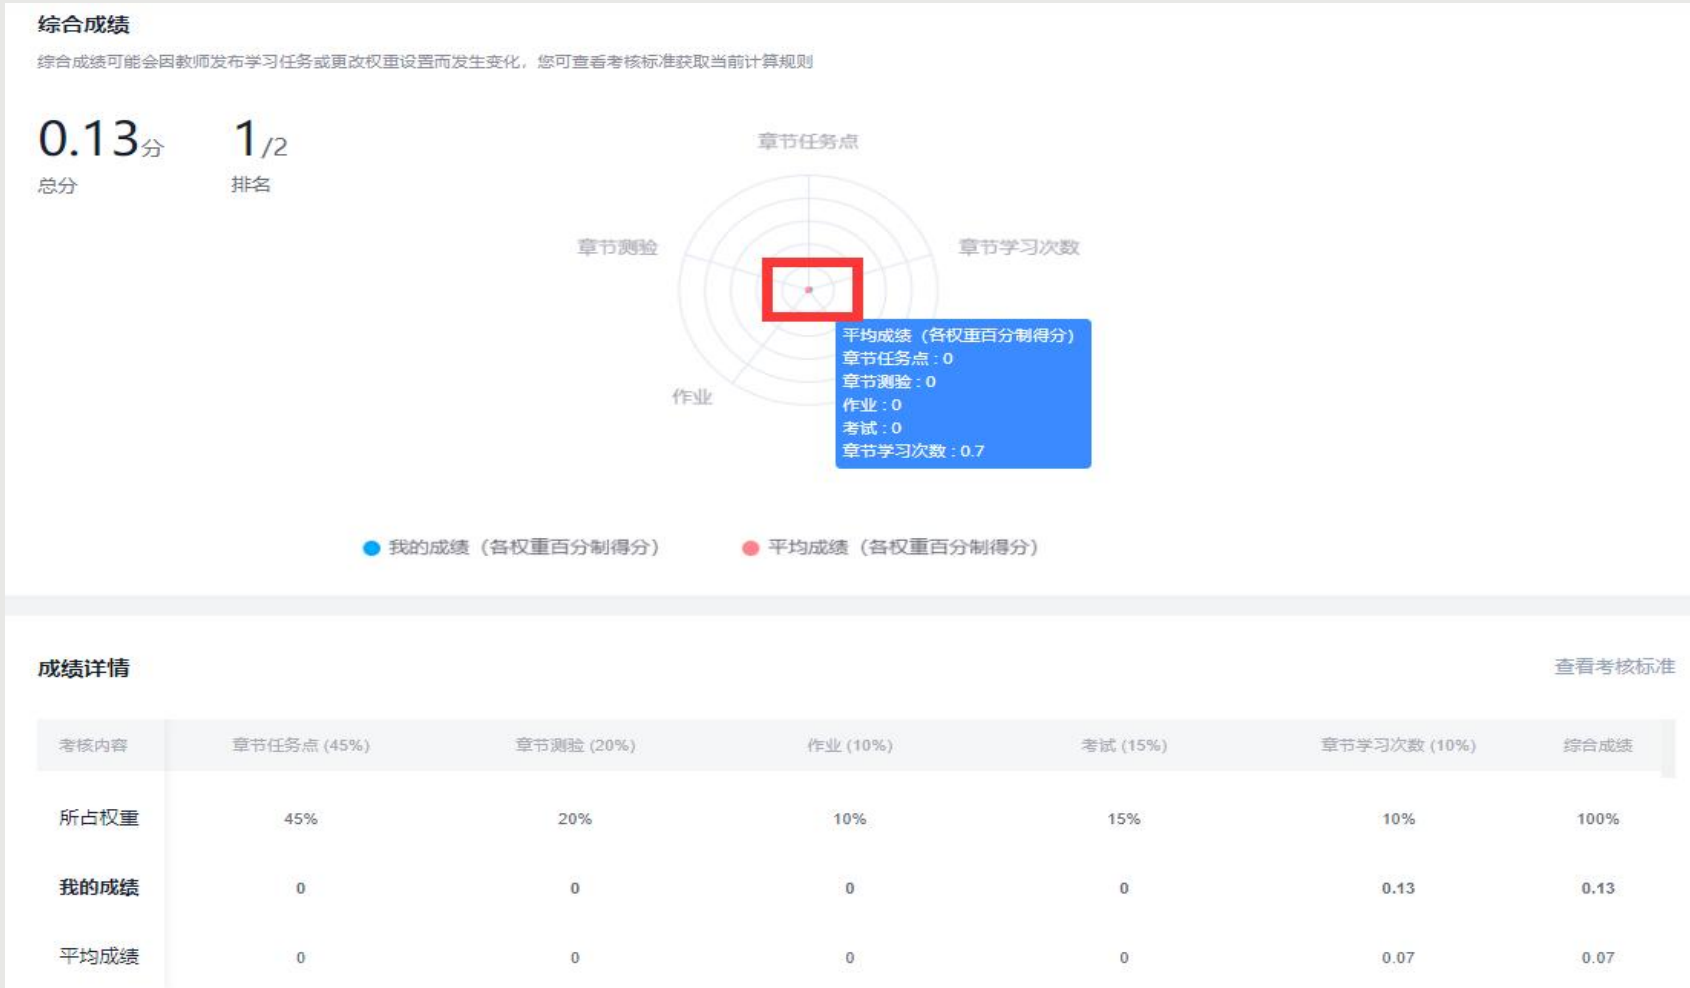 综合成绩
综合成绩可能会因教师发布学习任务或更改权重设置而发生变化，您可查看考核标准获取当前计算规则
0.13分 1/2
总分 排名
章节任务点
章节测验 章节学习次数
作业
平均成绩（各权重百分制得分）
章节任务点 : 0
章节测验 : 0
作业 : 0
考试 : 0
章节学习次数 : 0.7
我的成绩（各权重百分制得分） 平均成绩（各权重百分制得分）
成绩详情 查看考核标准
考核内容 章节任务点 (45%) 章节测验 (20%) 作业 (10%) 考试 (15%) 章节学习次数 (10%) 综合成绩
所占权重 45% 20% 10% 15% 10% 100%
我的成绩 0 0 0 0 0.13 0.13
平均成绩 0 0 0 0 0.07 0.07